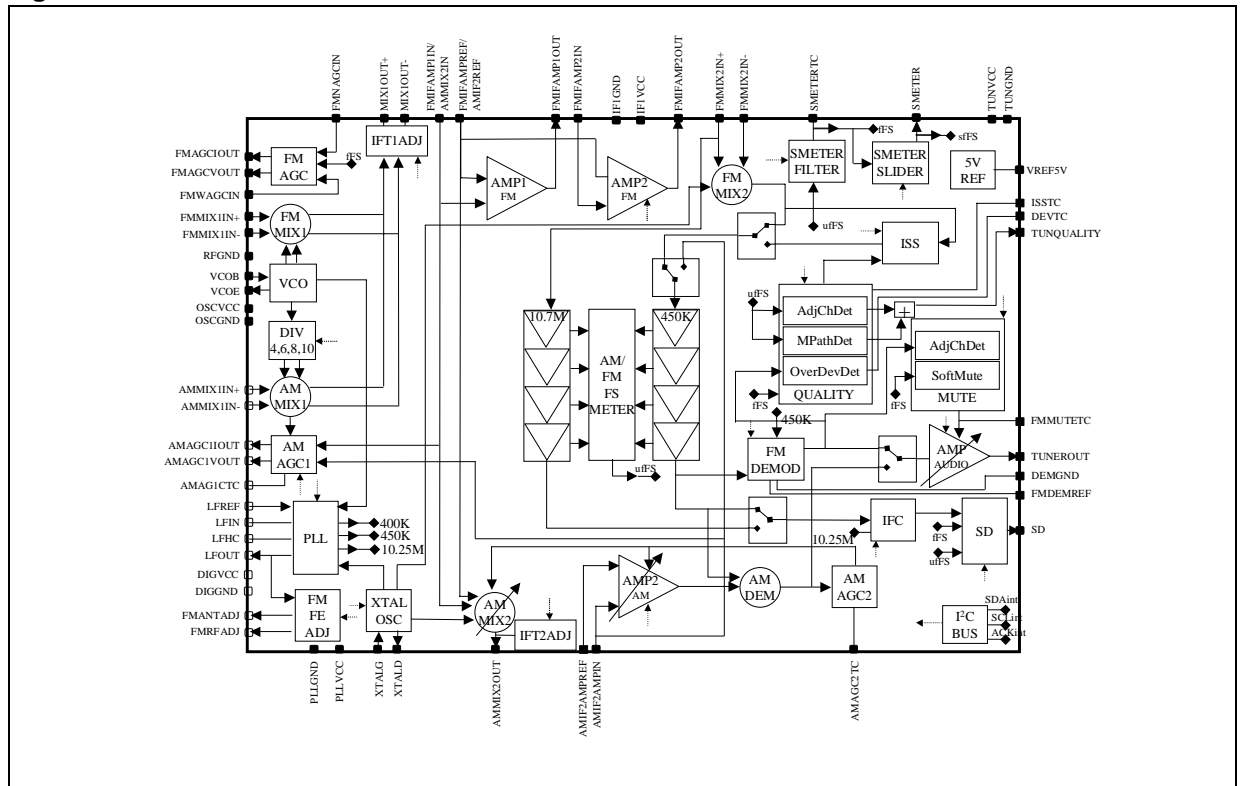 FMNAGCIN
MIX1OUT+
MIX1OUT-
FMIFAMP1IN/
AMMIX2IN
FMIFAMPREF/
AMIF2REF
FMIFAMP1OUT
FMIFAMP2IN
IF1GND
IF1VCC
FMIFAMP2OUT
FMMIX2IN+
FMMIX2IN-
SMETERTC
SMETER
TUNVCC
TUNGND
FMAGCIOUT
FMAGCVOUT
FMWAGCIN
FMMIX1IN+
FMMIX1IN-
RFGND
VCOB
VCOE
OSCVCC
OSCGND
AMMIX1IN+
AMMIX1IN-
AMAGC1IOUT
AMAGC1VOUT
AMAG1CTC
LFREF
LFIN
LFHC
LFOUT
DIGVCC
DIGGND
FMANTADJ
FMRFADJ
FM
AGC
fFS
IFT1ADJ
FM
MIX1
VCO
DIV
4,6,8,10
AM
MIX1
AM
AGC1
PLL
400K
450K
10.25M
FM
FE
ADJ
XTAL
OSC
AMP1
FM
AMP2
FM
FM
MIX2
SMETER
FILTER
fFS
SMETER
SLIDER
sfFS
5V
REF
ufFS
ISS
10.7M
AM/
FM
FS
METER
450K
ufFS
ufFS
AdjChDet
MPathDet
OverDevDet
QUALITY
fFS
+
AdjChDet
SoftMute
MUTE
fFS
450K
FM
DEMOD
AMP
AUDIO
IFC
10.25M
SD
fFS
ufFS
AM
MIX2
IFT2ADJ
AMP2
AM
AM
DEM
AM
AGC2
I2C
BUS
SDAint
SCLint
ACKint
VREF5V
ISSTC
DEVTC
TUNQUALITY
FMMUTETC
TUNEROUT
DEMGND
FMDEMREF
SD
PLLGND
PLLVCC
XTALG
XTALD
AMMIX2OUT
AMIF2AMPREF
AMIF2AMPIN
AMAGC2TC